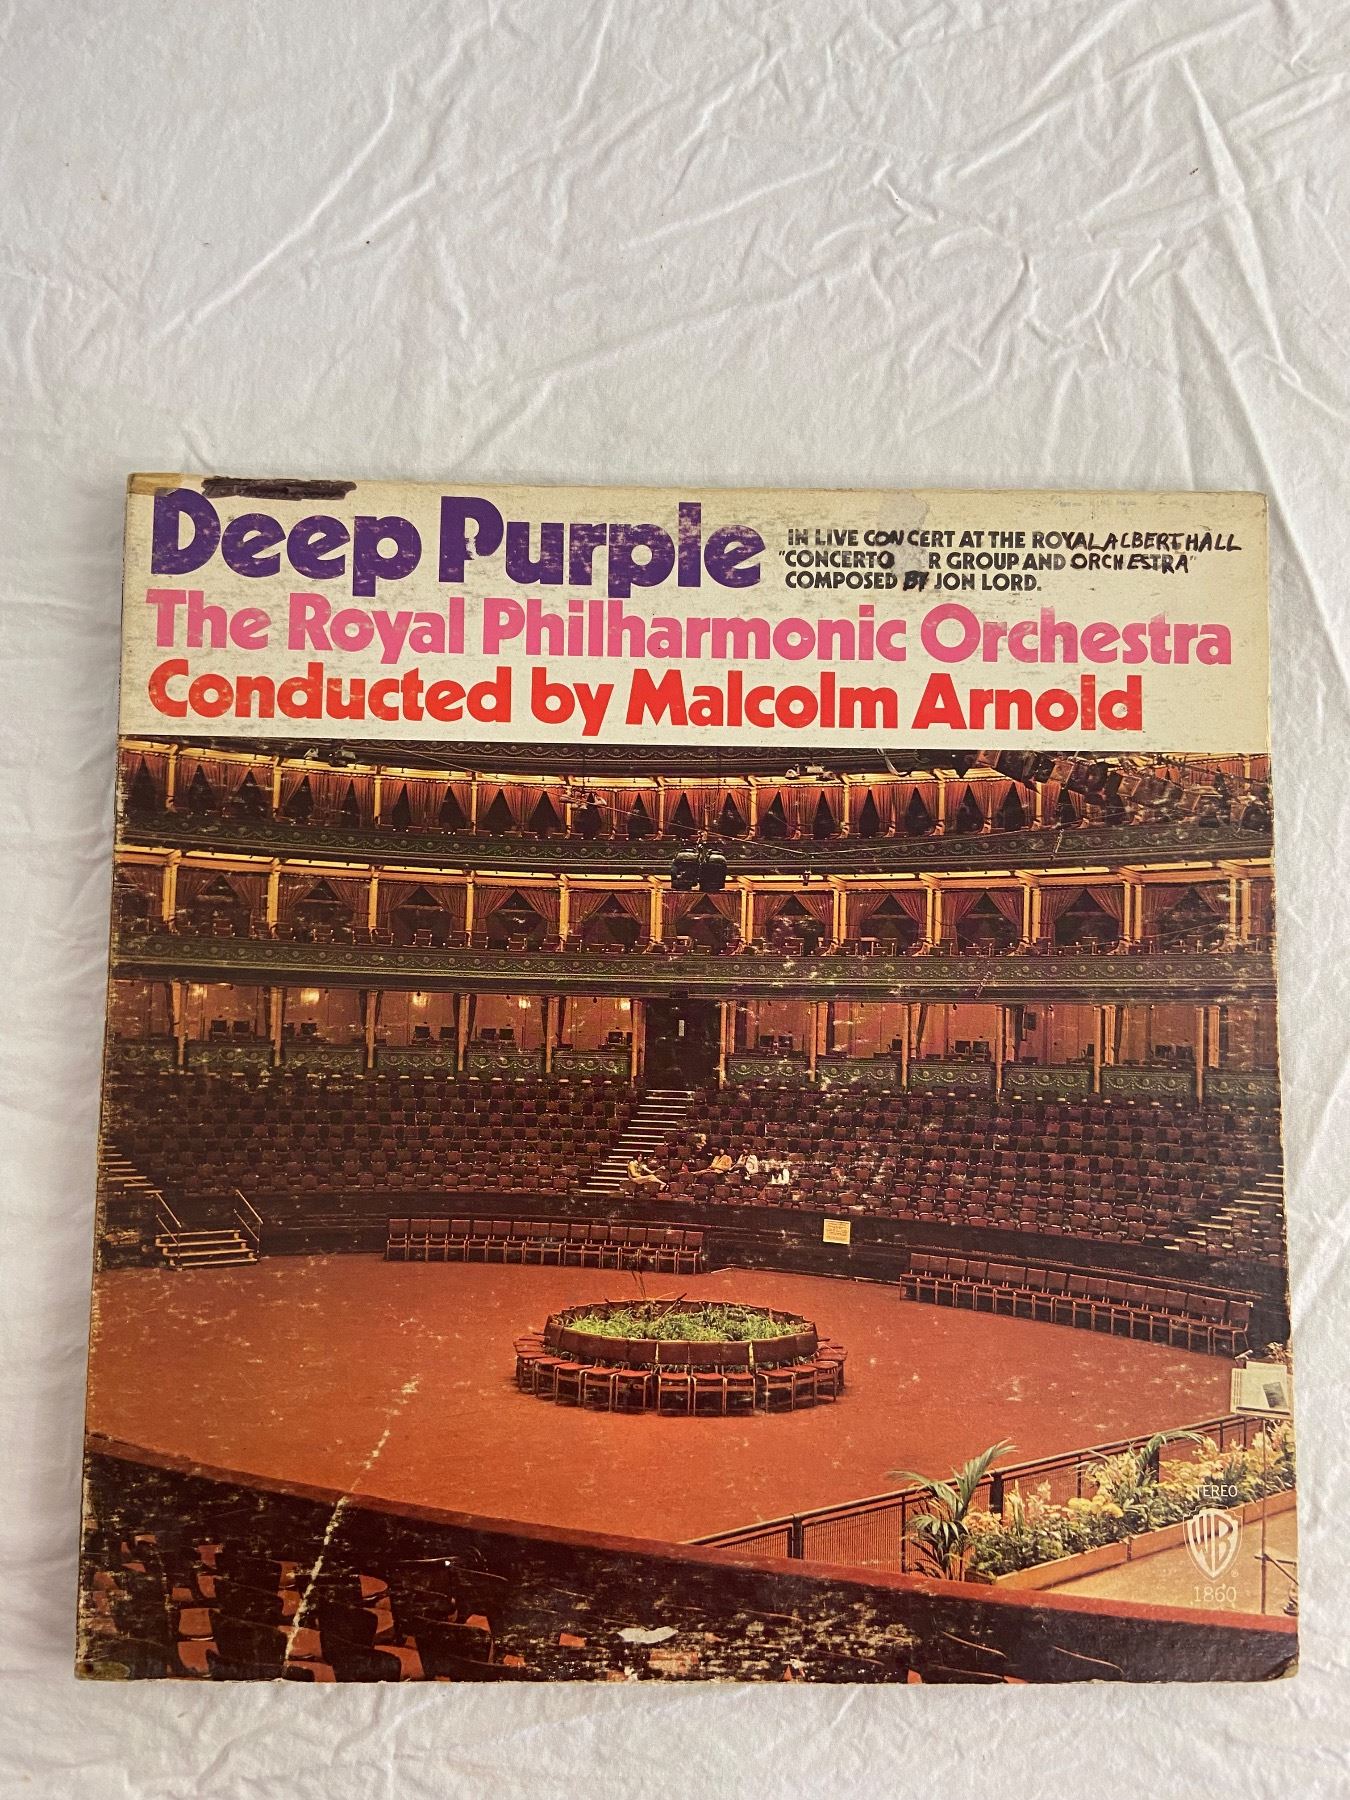 Deep Purple
IN LIVE CONCERT AT THE ROYAL ALBERT HALL
"CONCERTO R GROUP AND ORCHESTRA"
COMPOSED BY JON LORD.
The Royal Philharmonic Orchestra
Conducted by Malcolm Arnold
TEREO
WB
®
1860